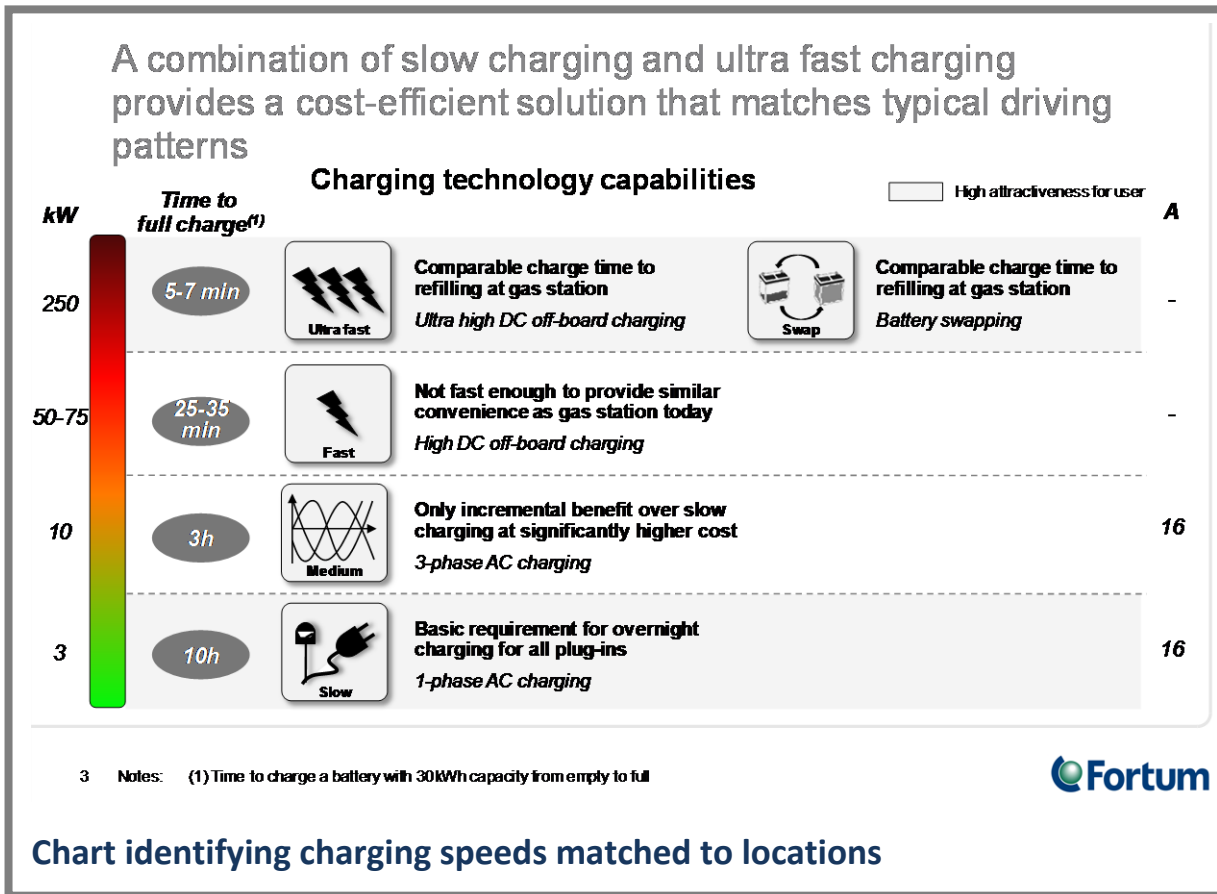 A combination of slow charging and ultra fast charging
provides a cost-efficient solution that matches typical driving
patterns
Charging technology capabilities
High attractiveness for user
kW
Time to
full charge(1)
A
250
5-7 min
Ultra fast
Comparable charge time to
refilling at gas station
Ultra high DC off-board charging
Swap
Comparable charge time to
refilling at gas station
Battery swapping
-
50-75
25-35
min
Fast
Not fast enough to provide similar
convenience as gas station today
High DC off-board charging
-
10
3h
Medium
Only incremental benefit over slow
charging at significantly higher cost
3-phase AC charging
16
3
10h
Slow
Basic requirement for overnight
charging for all plug-ins
1-phase AC charging
16
3 Notes: (1) Time to charge a battery with 30kWh capacity from empty to full
Fortum
Chart identifying charging speeds matched to locations